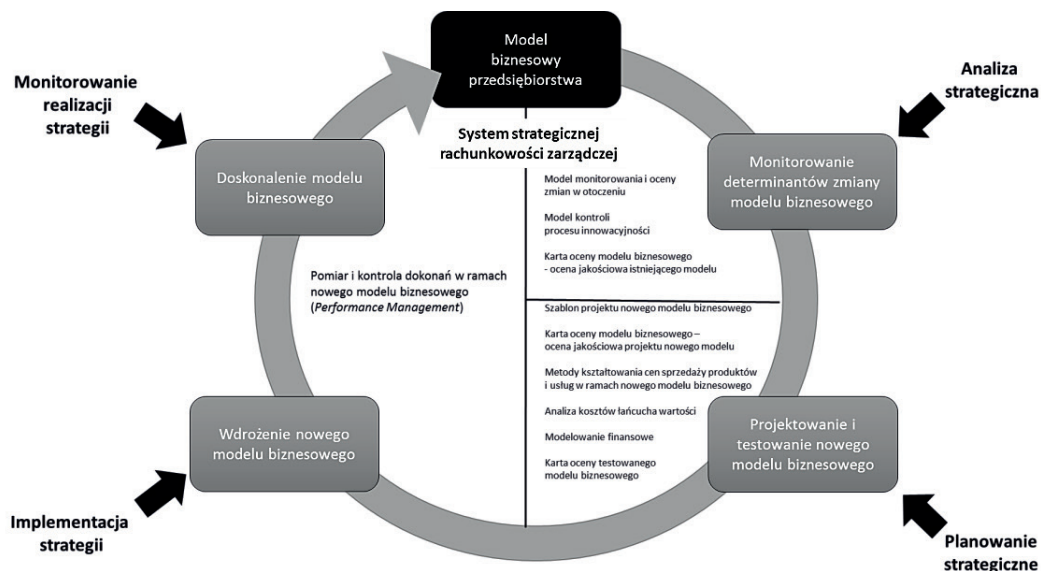 Model
biznesowy
przedsiębiorstwa
Monitorowanie
realizacji
strategii
Analiza
strategiczna
System strategicznej
rachunkowości zarządczej
Doskonalenie modelu
biznesowego
Monitorowanie
determinantów zmiany
modelu biznesowego
Model monitorowania i oceny
zmian w otoczeniu
Model kontroli
procesu innowacyjności
Karta oceny modelu biznesowego
- ocena jakościowa istniejącego modelu
Pomiar i kontrola dokonań w ramach
nowego modelu biznesowego
(Performance Management)
Szablon projektu nowego modelu biznesowego
Karta oceny modelu biznesowego –
ocena jakościowa projektu nowego modelu
Metody kształtowania cen sprzedaży produktów
i usług w ramach nowego modelu biznesowego
Analiza kosztów łańcucha wartości
Modelowanie finansowe
Karta oceny testowanego
modelu biznesowego
Wdrożenie nowego
modelu biznesowego
Projektowanie i
testowanie nowego
modelu biznesowego
Implementacja
strategii
Planowanie
strategiczne